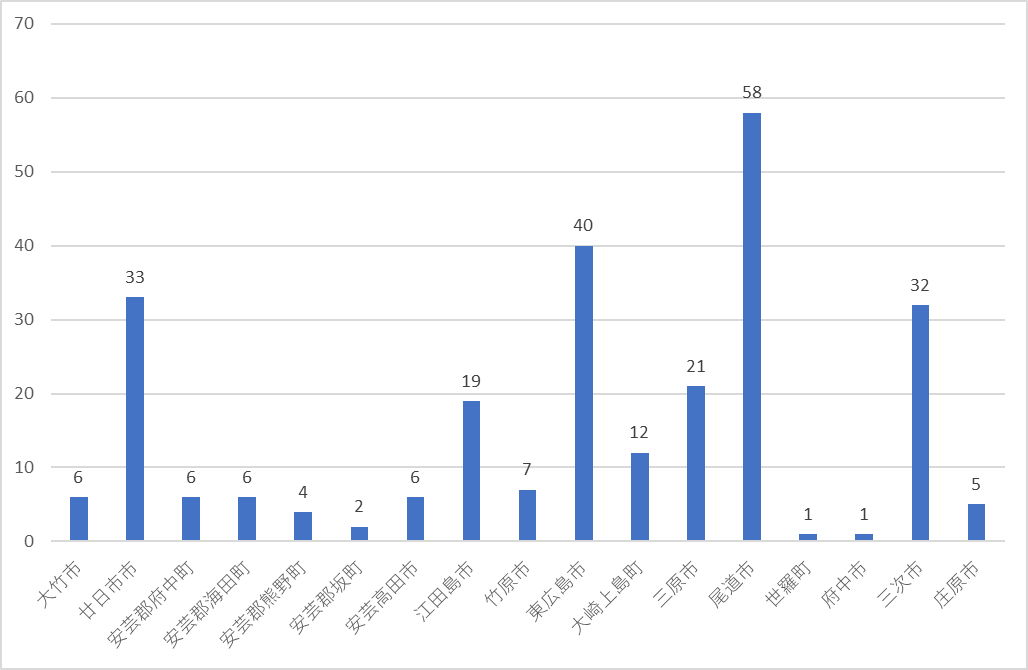 70
60
50
40
30
20
10
0
6
33
6
6
4
2
6
19
7
40
12
21
58
1
1
32
5
大竹市
廿日市市
安芸郡府中町
安芸郡海田町
安芸郡熊野町
安芸郡坂町
安芸高田市
江田島市
竹原市
東広島市
大崎上島町
三原市
尾道市
世羅町
府中市
三次市
庄原市